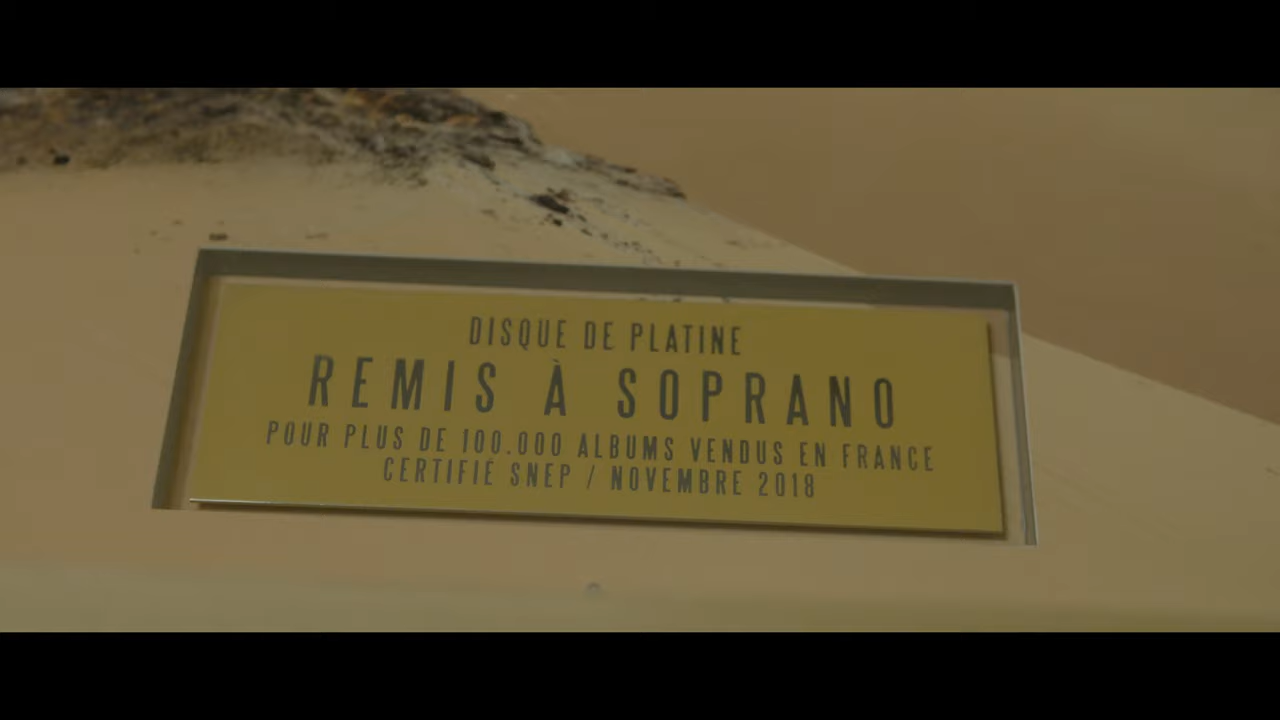 DISQUE DE PLATINE
REMIS À SOPRANO
POUR PLUS DE 100.000 ALBUMS VENDUS EN FRANCE
CERTIFIÉ SNEP / NOVEMBRE 2018